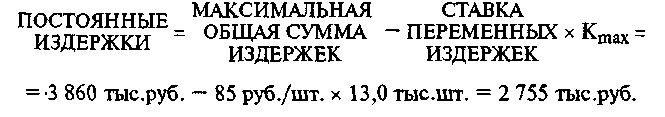 ПОСТОЯННЫЕ ИЗДЕРЖКИ = МАКСИМАЛЬНАЯ ОБЩАЯ СУММА ИЗДЕРЖЕК − СТАВКА ПЕРЕМЕННЫХ ИЗДЕРЖЕК × Kmax =
= 3 860 тыс.руб. − 85 руб./шт. × 13,0 тыс.шт. = 2 755 тыс.руб.